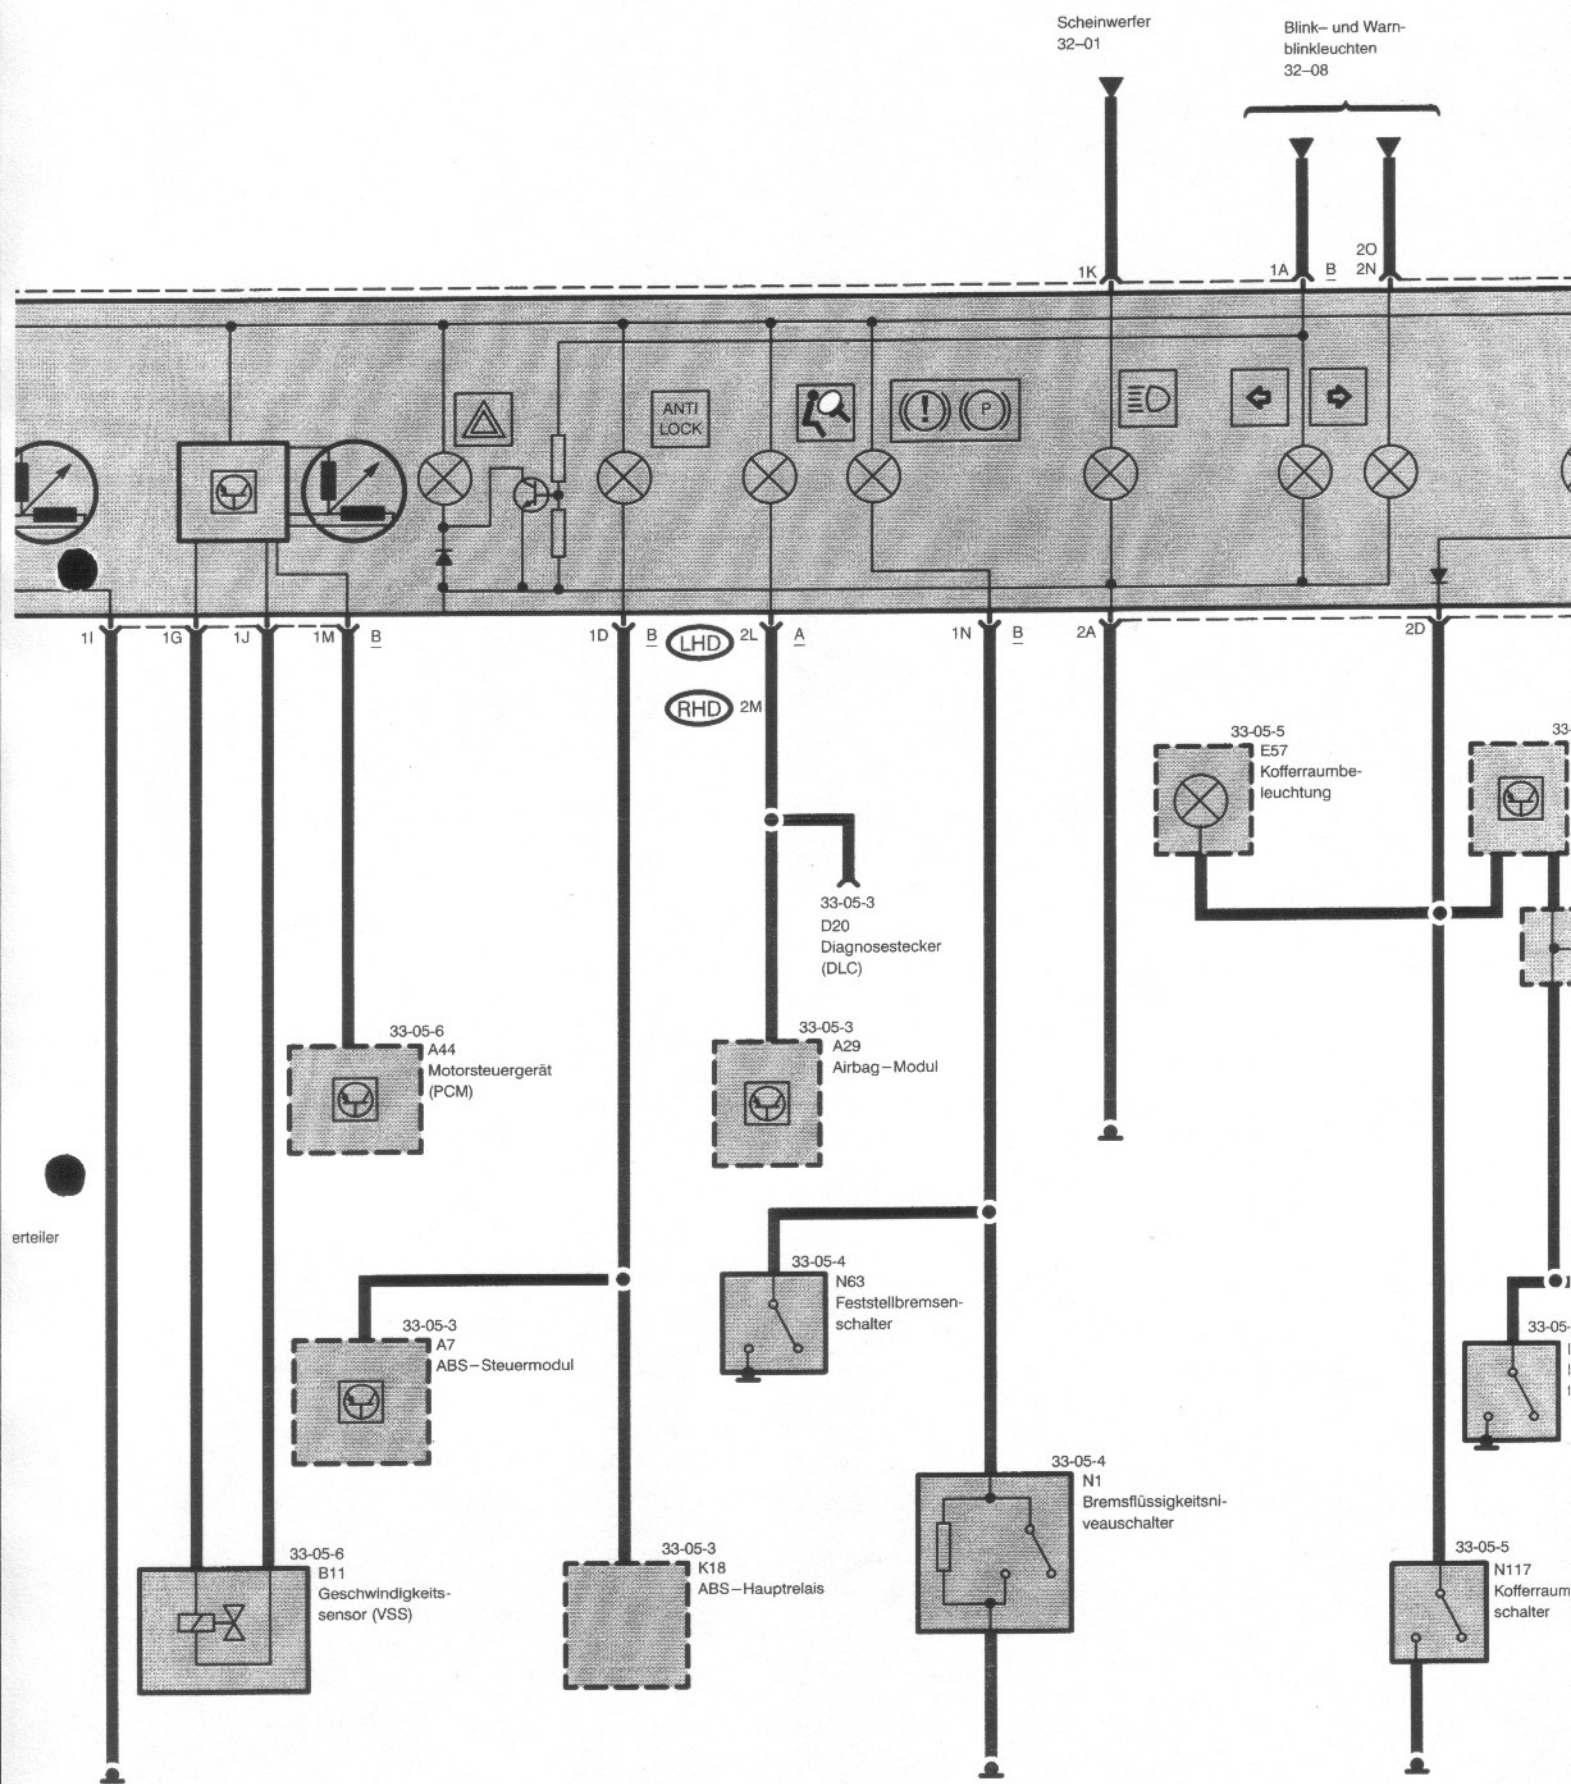 Scheinwerfer
32–01
Blink– und Warn-
blinkleuchten
32–08
1K
1A
B
2O
2N
ANTI
LOCK
!
P
1I
1G
1J
1M
B
1D
B
LHD
2L
A
1N
B
2A
2D
RHD
2M
33-05-5
E57
Kofferraumbe-
leuchtung
33-
33-05-3
D20
Diagnosestecker
(DLC)
33-05-6
A44
Motorsteuergerät
(PCM)
33-05-3
A29
Airbag–Modul
erteiler
33-05-4
N63
Feststellbremsen-
schalter
33-05-3
A7
ABS–Steuermodul
33-05-
33-05-4
N1
Bremsflüssigkeitsni-
veauschalter
33-05-6
B11
Geschwindigkeits-
sensor (VSS)
33-05-3
K18
ABS–Hauptrelais
33-05-5
N117
Kofferraum
schalter